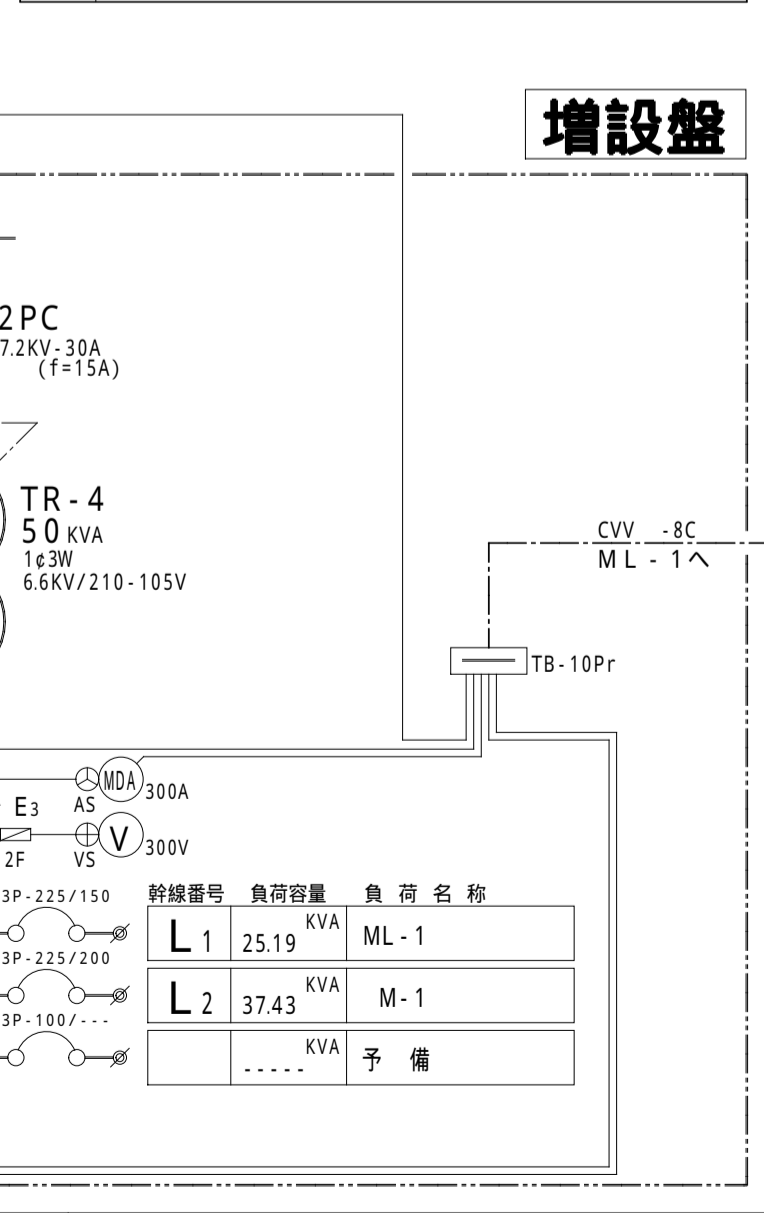 増設盤
2PC
7.2KV-30A
(f=15A)
TR-4
50KVA
1¢3W
6.6KV/210-105V
CVV -8C
ML-1へ
TB-10Pr
MDA 300A
E3 AS
V 300V
2F VS
3P-225/150 幹線番号 負荷容量 負荷名称
L1 25.19 KVA ML-1
3P-225/200
L2 37.43 KVA M-1
3P-100/---
----- KVA 予備